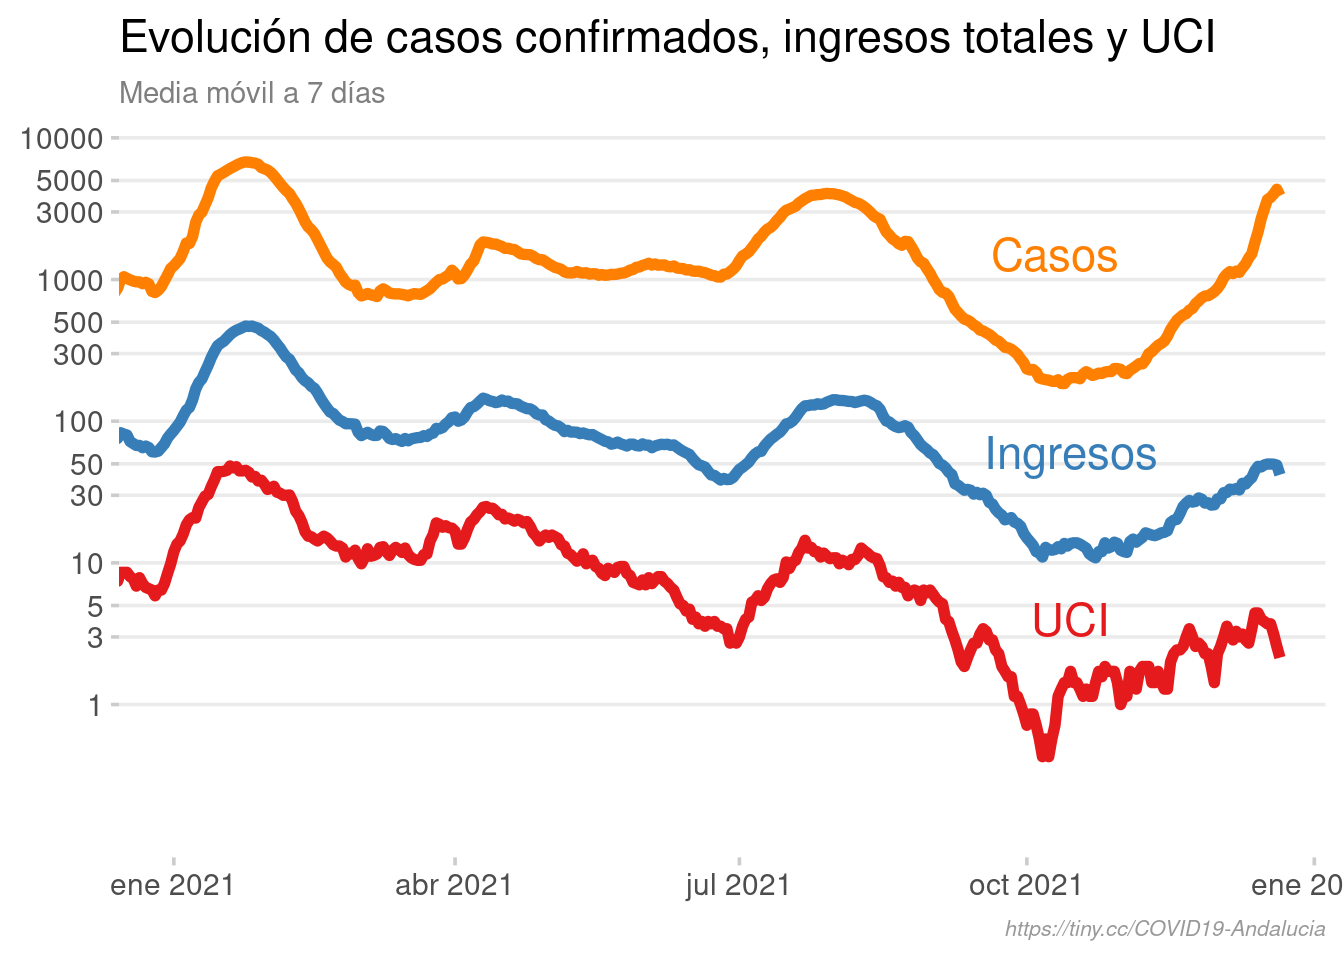 Evolución de casos confirmados, ingresos totales y UCI
Media móvil a 7 días
10000
5000
3000
1000
500
300
100
50
30
10
5
3
1
Casos
Ingresos
UCI
ene 2021
abr 2021
jul 2021
oct 2021
ene 20
https://tiny.cc/COVID19-Andalucia